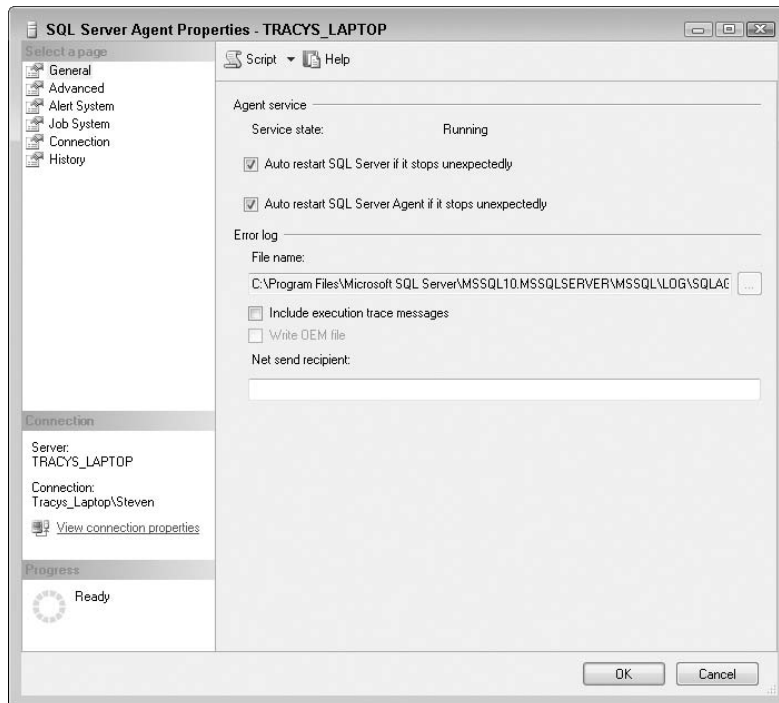 SQL Server Agent Properties - TRACYS_LAPTOP
Select a page
General
Advanced
Alert System
Job System
Connection
History
Script
Help
Agent service
Service state:
Running
Auto restart SQL Server if it stops unexpectedly
Auto restart SQL Server Agent if it stops unexpectedly
Error log
File name:
C:\Program Files\Microsoft SQL Server\MSSQL10.MSSQLSERVER\MSSQL\LOG\SQLAG
...
Include execution trace messages
Write OEM file
Net send recipient:
Connection
Server:
TRACYS_LAPTOP
Connection:
Tracys_Laptop\Steven
View connection properties
Progress
Ready
OK
Cancel